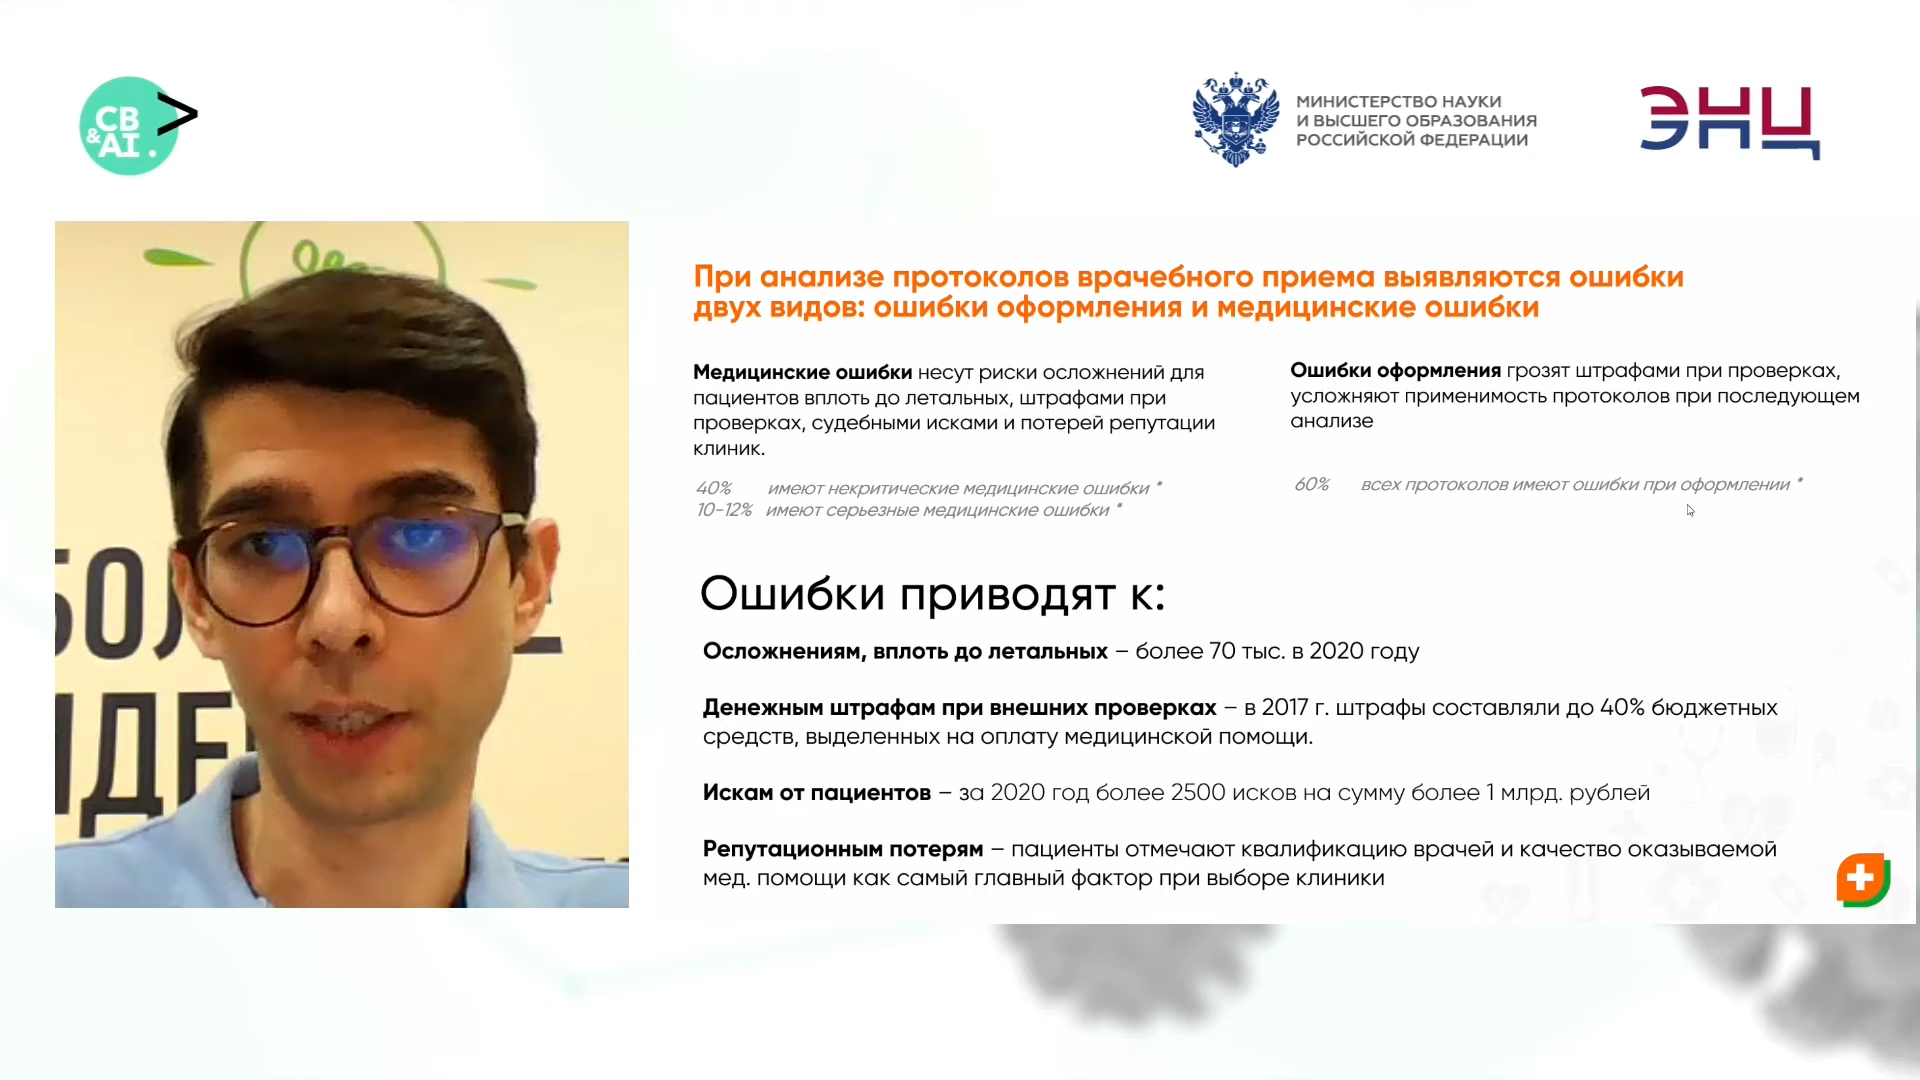 CB
&AI.
>
МИНИСТЕРСТВО НАУКИ
И ВЫСШЕГО ОБРАЗОВАНИЯ
РОССИЙСКОЙ ФЕДЕРАЦИИ
ЭНЦ
При анализе протоколов врачебного приема выявляются ошибки
двух видов: ошибки оформления и медицинские ошибки
Медицинские ошибки несут риски осложнений для
пациентов вплоть до летальных, штрафами при
проверках, судебными исками и потерей репутации
клиник.
40% имеют некритические медицинские ошибки *
10-12% имеют серьезные медицинские ошибки *
Ошибки оформления грозят штрафами при проверках,
усложняют применимость протоколов при последующем
анализе
60% всех протоколов имеют ошибки при оформлении *
Ошибки приводят к:
Осложнениям, вплоть до летальных – более 70 тыс. в 2020 году
Денежным штрафам при внешних проверках – в 2017 г. штрафы составляли до 40% бюджетных
средств, выделенных на оплату медицинской помощи.
Искам от пациентов – за 2020 год более 2500 исков на сумму более 1 млрд. рублей
Репутационным потерям – пациенты отмечают квалификацию врачей и качество оказываемой
мед. помощи как самый главный фактор при выборе клиники